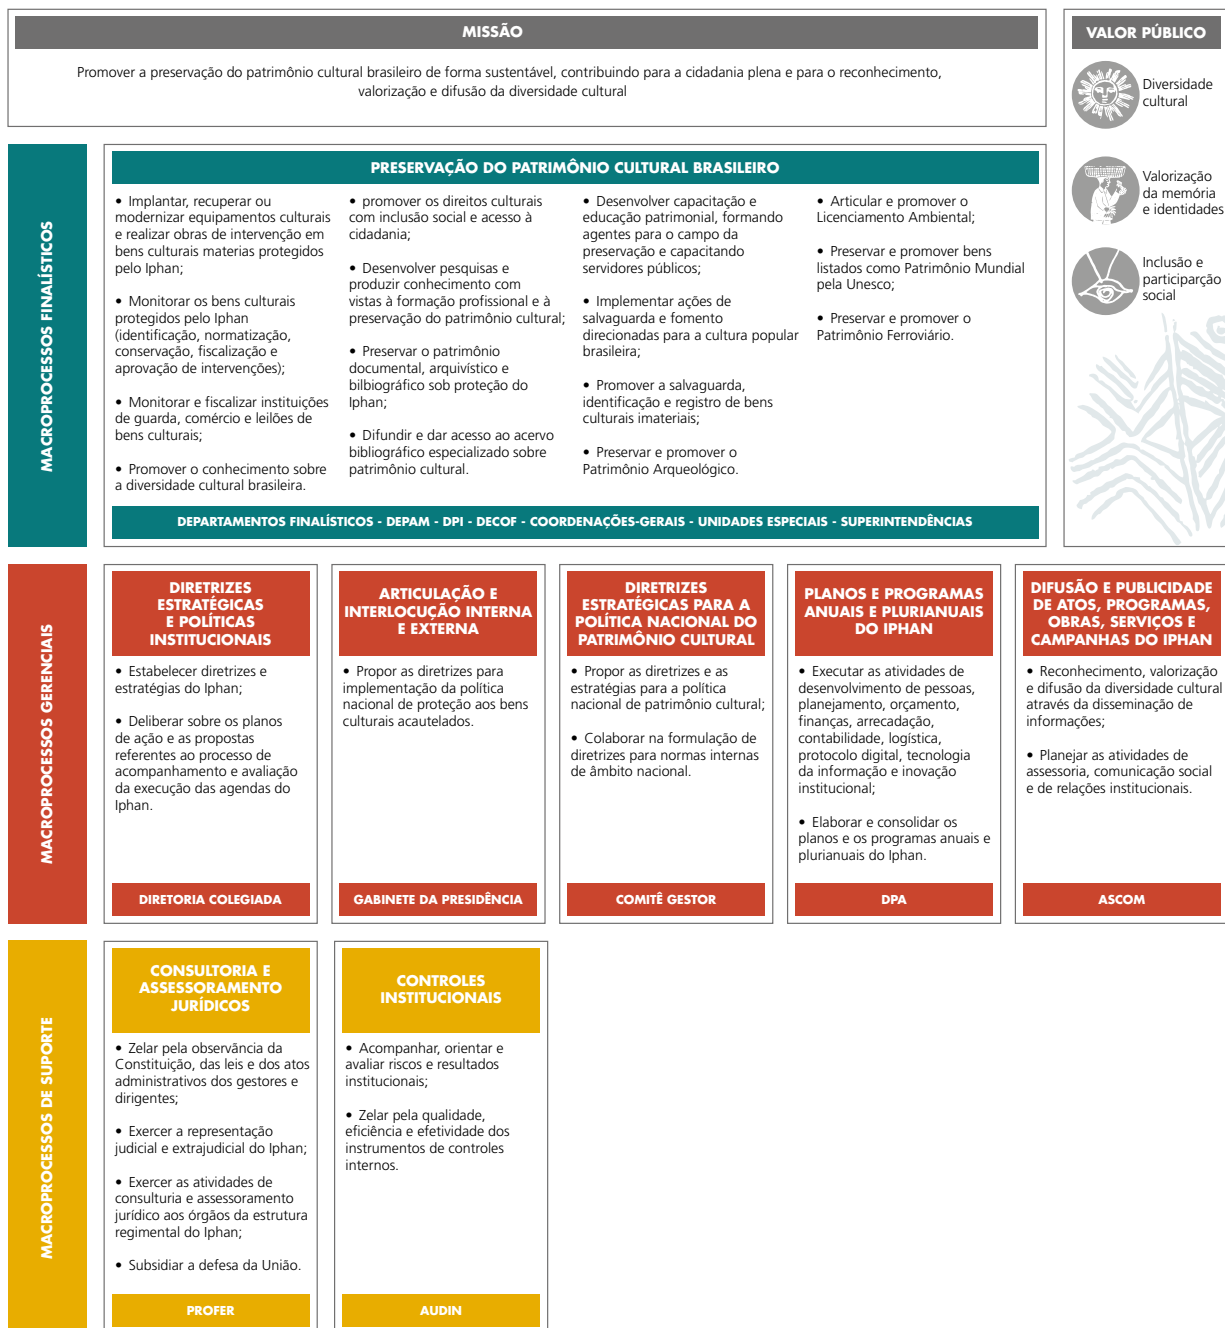 MISSÃO
Promover a preservação do patrimônio cultural brasileiro de forma sustentável, contribuindo para a cidadania plena e para o reconhecimento,
valorização e difusão da diversidade cultural
VALOR PÚBLICO
Diversidade
cultural
Valorização
da memória
e identidades
Inclusão e
participarção
social
MACROPROCESSOS FINALÍSTICOS
PRESERVAÇÃO DO PATRIMÔNIO CULTURAL BRASILEIRO
• Implantar, recuperar ou
modernizar equipamentos culturais
e realizar obras de intervenção em
bens culturais materias protegidos
pelo Iphan;
• Monitorar os bens culturais
protegidos pelo Iphan
(identificação, normatização,
conservação, fiscalização e
aprovação de intervenções);
• Monitorar e fiscalizar instituições
de guarda, comércio e leilões de
bens culturais;
• Promover o conhecimento sobre
a diversidade cultural brasileira.
• promover os direitos culturais
com inclusão social e acesso à
cidadania;
• Desenvolver pesquisas e
produzir conhecimento com
vistas à formação profissional e à
preservação do patrimônio cultural;
• Preservar o patrimônio
documental, arquivístico e
bilbiográfico sob proteção do
Iphan;
• Difundir e dar acesso ao acervo
bibliográfico especializado sobre
patrimônio cultural.
• Desenvolver capacitação e
educação patrimonial, formando
agentes para o campo da
preservação e capacitando
servidores públicos;
• Implementar ações de
salvaguarda e fomento
direcionadas para a cultura popular
brasileira;
• Promover a salvaguarda,
identificação e registro de bens
culturais imateriais;
• Preservar e promover o
Patrimônio Arqueológico.
• Articular e promover o
Licenciamento Ambiental;
• Preservar e promover bens
listados como Patrimônio Mundial
pela Unesco;
• Preservar e promover o
Patrimônio Ferroviário.
DEPARTAMENTOS FINALÍSTICOS - DEPAM - DPI - DECOF - COORDENAÇÕES-GERAIS - UNIDADES ESPECIAIS - SUPERINTENDÊNCIAS
MACROPROCESSOS GERENCIAIS
DIRETRIZES
ESTRATÉGICAS
E POLÍTICAS
INSTITUCIONAIS
• Estabelecer diretrizes e
estratégias do Iphan;
• Deliberar sobre os planos
de ação e as propostas
referentes ao processo de
acompanhamento e avaliação
da execução das agendas do
Iphan.
DIRETORIA COLEGIADA
ARTICULAÇÃO E
INTERLOCUÇÃO INTERNA
E EXTERNA
• Propor as diretrizes para
implementação da política
nacional de proteção aos bens
culturais acautelados.
GABINETE DA PRESIDÊNCIA
DIRETRIZES
ESTRATÉGICAS PARA A
POLÍTICA NACIONAL DO
PATRIMÔNIO CULTURAL
• Propor as diretrizes e as
estratégias para a política
nacional de patrimônio cultural;
• Colaborar na formulação de
diretrizes para normas internas
de âmbito nacional.
COMITÊ GESTOR
PLANOS E PROGRAMAS
ANUAIS E PLURIANUAIS
DO IPHAN
• Executar as atividades de
desenvolvimento de pessoas,
planejamento, orçamento,
finanças, arrecadação,
contabilidade, logística,
protocolo digital, tecnologia
da informação e inovação
institucional;
• Elaborar e consolidar os
planos e os programas anuais e
plurianuais do Iphan.
DPA
DIFUSÃO E PUBLICIDADE
DE ATOS, PROGRAMAS,
OBRAS, SERVIÇOS E
CAMPANHAS DO IPHAN
• Reconhecimento, valorização
e difusão da diversidade cultural
através da disseminação de
informações;
• Planejar as atividades de
assessoria, comunicação social
e de relações institucionais.
ASCOM
MACROPROCESSOS DE SUPORTE
CONSULTORIA E
ASSESSORAMENTO
JURÍDICOS
• Zelar pela observância da
Constituição, das leis e dos atos
administrativos dos gestores e
dirigentes;
• Exercer a representação
judicial e extrajudicial do Iphan;
• Exercer as atividades de
consulturia e assessoramento
jurídico aos órgãos da estrutura
regimental do Iphan;
• Subsidiar a defesa da União.
PROFER
CONTROLES
INSTITUCIONAIS
• Acompanhar, orientar e
avaliar riscos e resultados
institucionais;
• Zelar pela qualidade,
eficiência e efetividade dos
instrumentos de controles
internos.
AUDIN